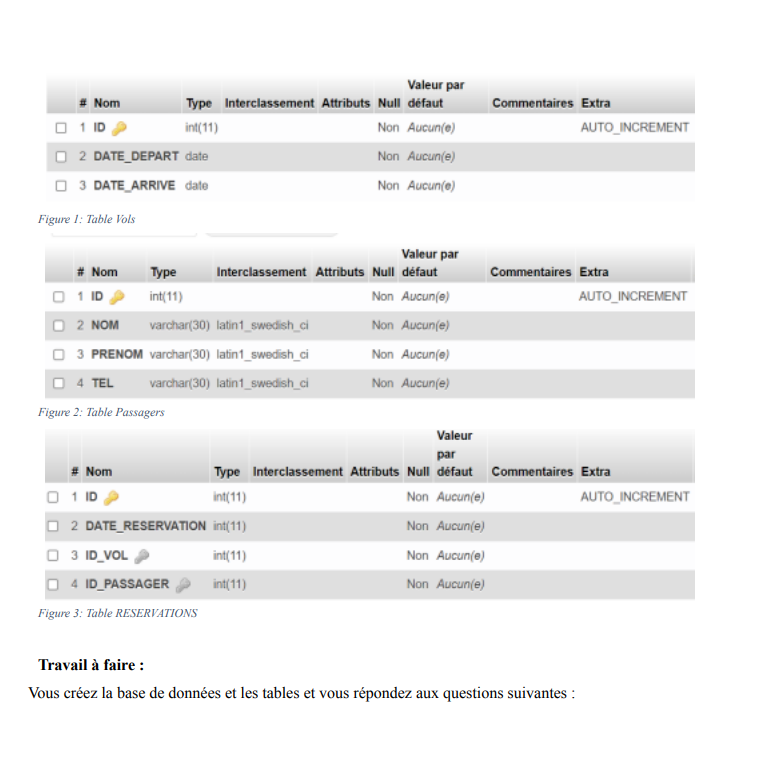 Valeur par
# Nom Type Interclassement Attributs Null défaut Commentaires Extra
1 ID int(11) Non Aucun(e) AUTO_INCREMENT
2 DATE_DEPART date Non Aucun(e)
3 DATE_ARRIVE date Non Aucun(e)
Figure 1: Table Vols
Valeur par
# Nom Type Interclassement Attributs Null défaut Commentaires Extra
1 ID int(11) Non Aucun(e) AUTO_INCREMENT
2 NOM varchar(30) latin1_swedish_ci Non Aucun(e)
3 PRENOM varchar(30) latin1_swedish_ci Non Aucun(e)
4 TEL varchar(30) latin1_swedish_ci Non Aucun(e)
Figure 2: Table Passagers
Valeur
par
# Nom Type Interclassement Attributs Null défaut Commentaires Extra
1 ID int(11) Non Aucun(e) AUTO_INCREMENT
2 DATE_RESERVATION int(11) Non Aucun(e)
3 ID_VOL int(11) Non Aucun(e)
4 ID_PASSAGER int(11) Non Aucun(e)
Figure 3: Table RESERVATIONS
Travail à faire :
Vous créez la base de données et les tables et vous répondez aux questions suivantes :